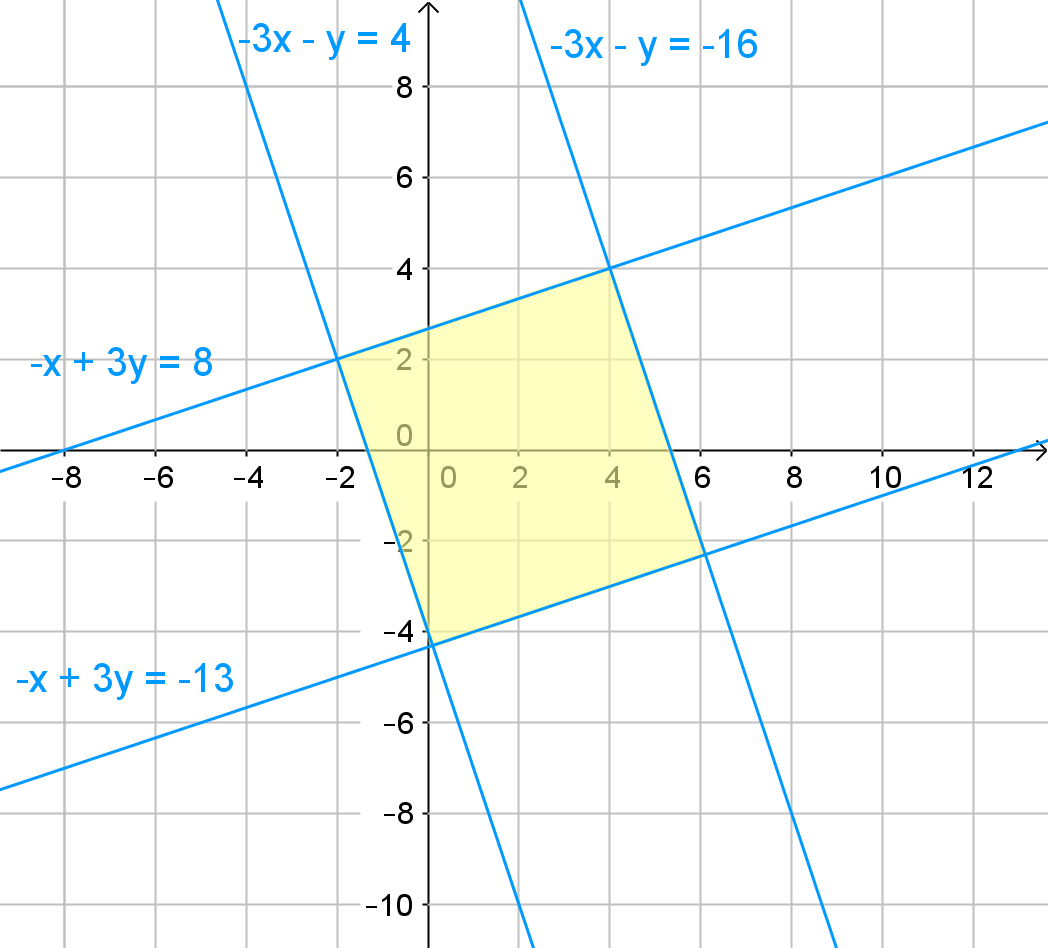 -3x - y = 4
-3x - y = -16
8
6
4
-x + 3y = 8
2
0
-8 -6 -4 -2 0 2 4 6 8 10 12
-2
-4
-x + 3y = -13
-6
-8
-10